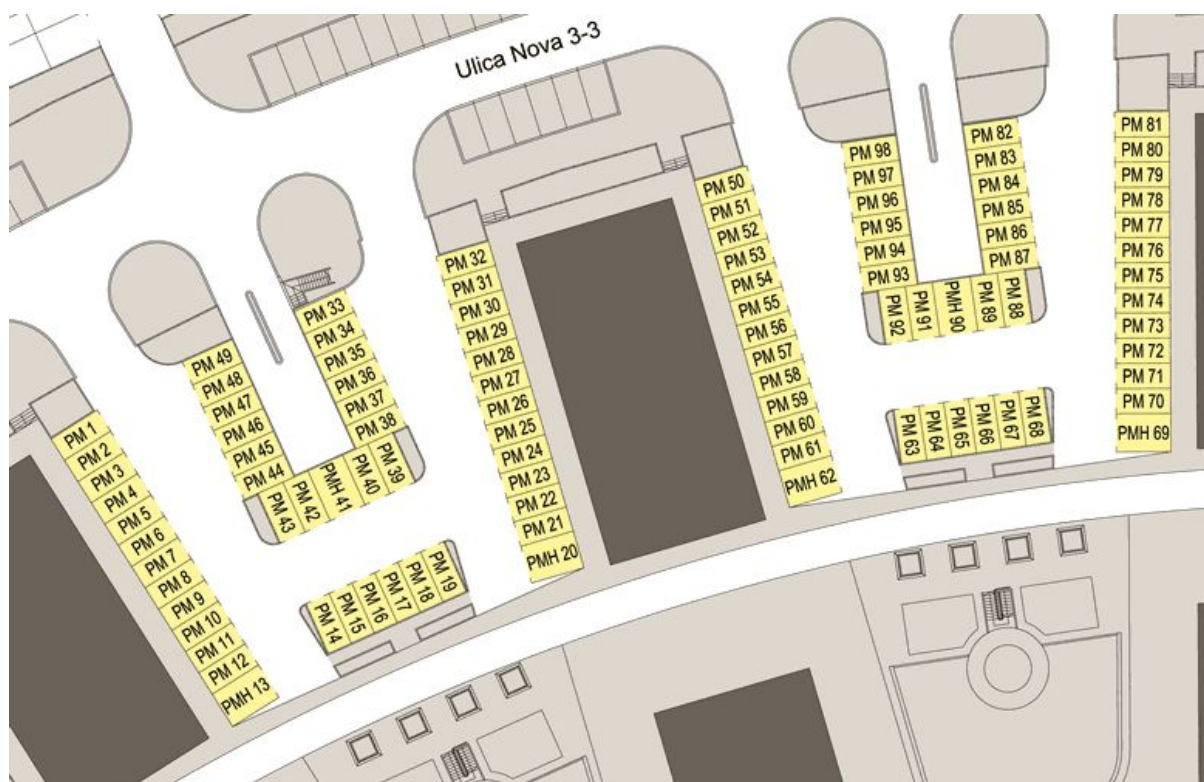 Ulica Nova 3-3
PM 1
PM 2
PM 3
PM 4
PM 5
PM 6
PM 7
PM 8
PM 9
PM 10
PM 11
PM 12
PMH 13
PM 14
PM 15
PM 16
PM 17
PM 18
PM 19
PMH 20
PM 21
PM 22
PM 23
PM 24
PM 25
PM 26
PM 27
PM 28
PM 29
PM 30
PM 31
PM 32
PM 33
PM 34
PM 35
PM 36
PM 37
PM 38
PM 39
PM 40
PMH 41
PM 42
PM 43
PM 44
PM 45
PM 46
PM 47
PM 48
PM 49
PM 50
PM 51
PM 52
PM 53
PM 54
PM 55
PM 56
PM 57
PM 58
PM 59
PM 60
PM 61
PMH 62
PM 63
PM 64
PM 65
PM 66
PM 67
PM 68
PMH 69
PM 70
PM 71
PM 72
PM 73
PM 74
PM 75
PM 76
PM 77
PM 78
PM 79
PM 80
PM 81
PM 82
PM 83
PM 84
PM 85
PM 86
PM 87
PM 88
PM 89
PMH 90
PM 91
PM 92
PM 93
PM 94
PM 95
PM 96
PM 97
PM 98